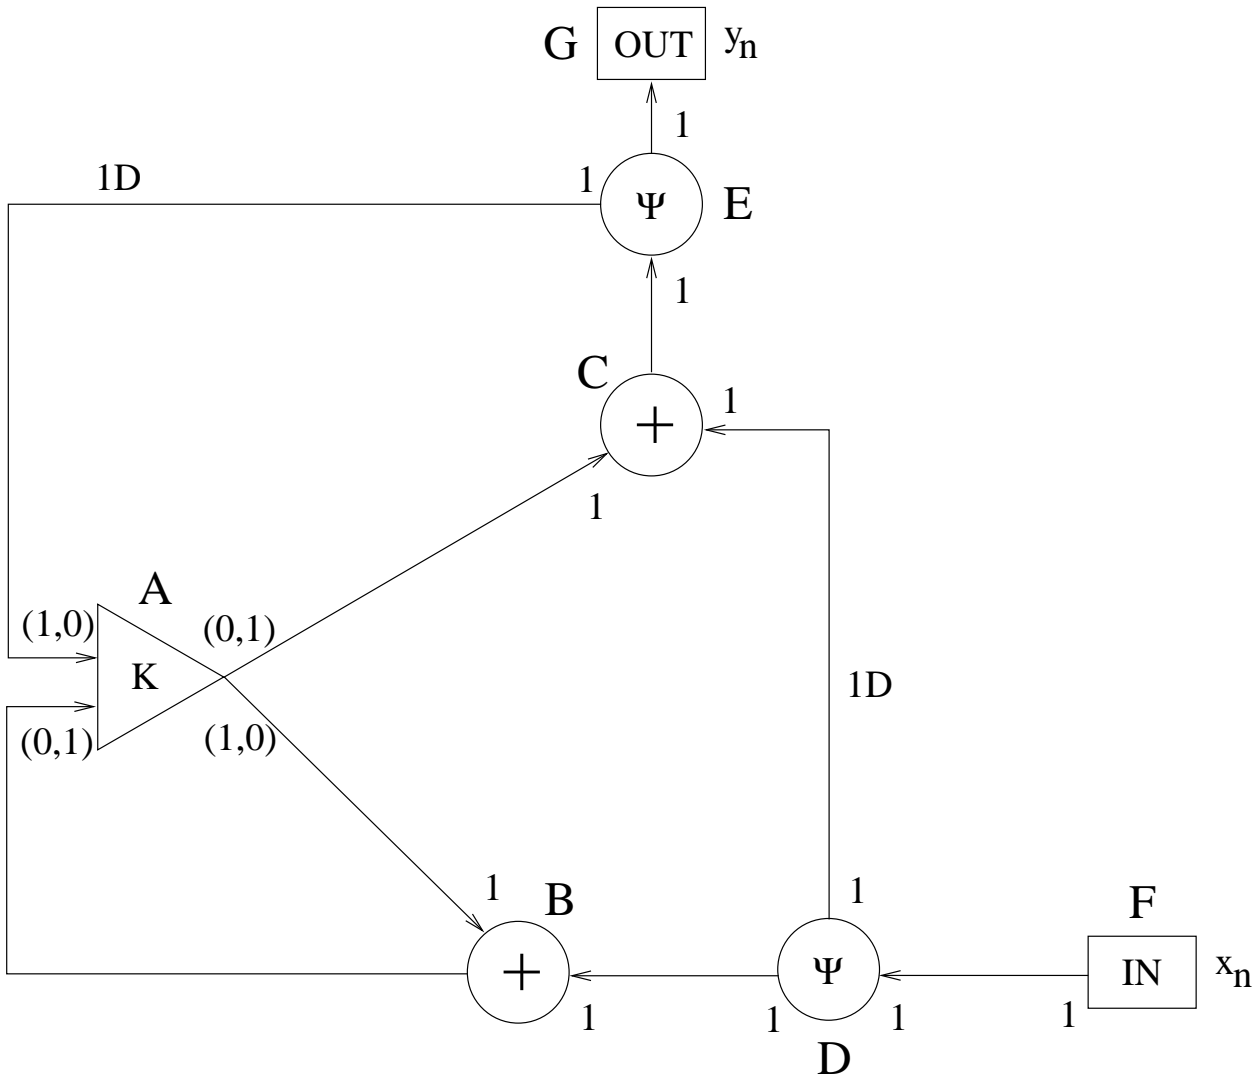 G OUT yn
1
1D 1 Ψ E
1
C
+ 1
1
A
(1,0) (0,1)
K
(0,1) (1,0)
1D
1 B 1 F
+ Ψ IN xn
1 1 1 1
D